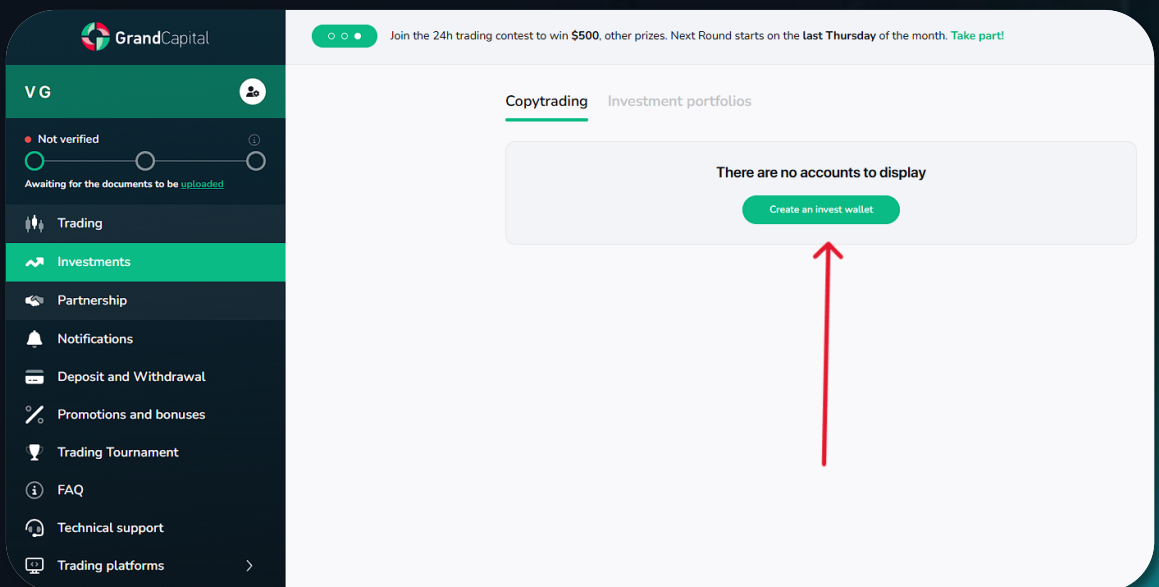 GrandCapital
Join the 24h trading contest to win $500, other prizes. Next Round starts on the last Thursday of the month. Take part!
V G
Not verified
Awaiting for the documents to be uploaded
Trading
Investments
Partnership
Notifications
Deposit and Withdrawal
Promotions and bonuses
Trading Tournament
FAQ
Technical support
Trading platforms
Copytrading Investment portfolios
There are no accounts to display
Create an invest wallet